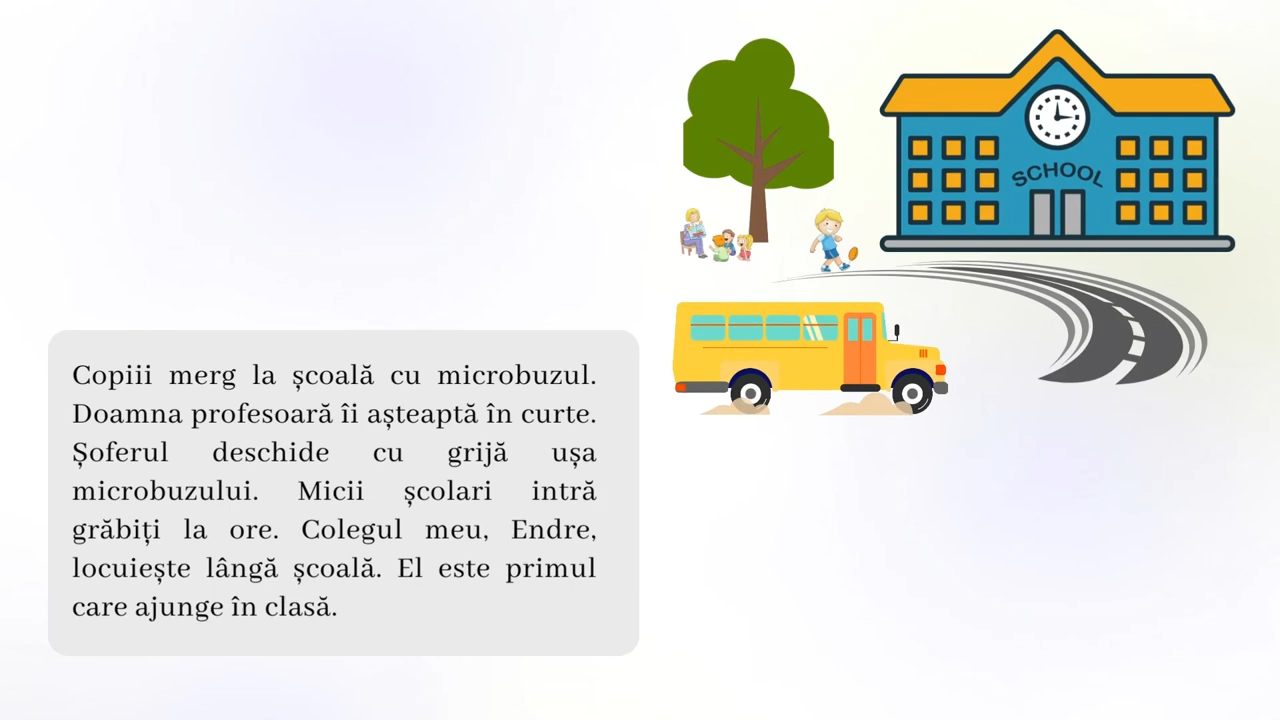 SCHOOL
Copiii merg la școală cu microbuzul.
Doamna profesoară îi așteaptă în curte.
Șoferul deschide cu grijă ușa
microbuzului. Micii școlari intră
grăbiți la ore. Colegul meu, Endre,
locuiește lângă școală. El este primul
care ajunge în clasă.